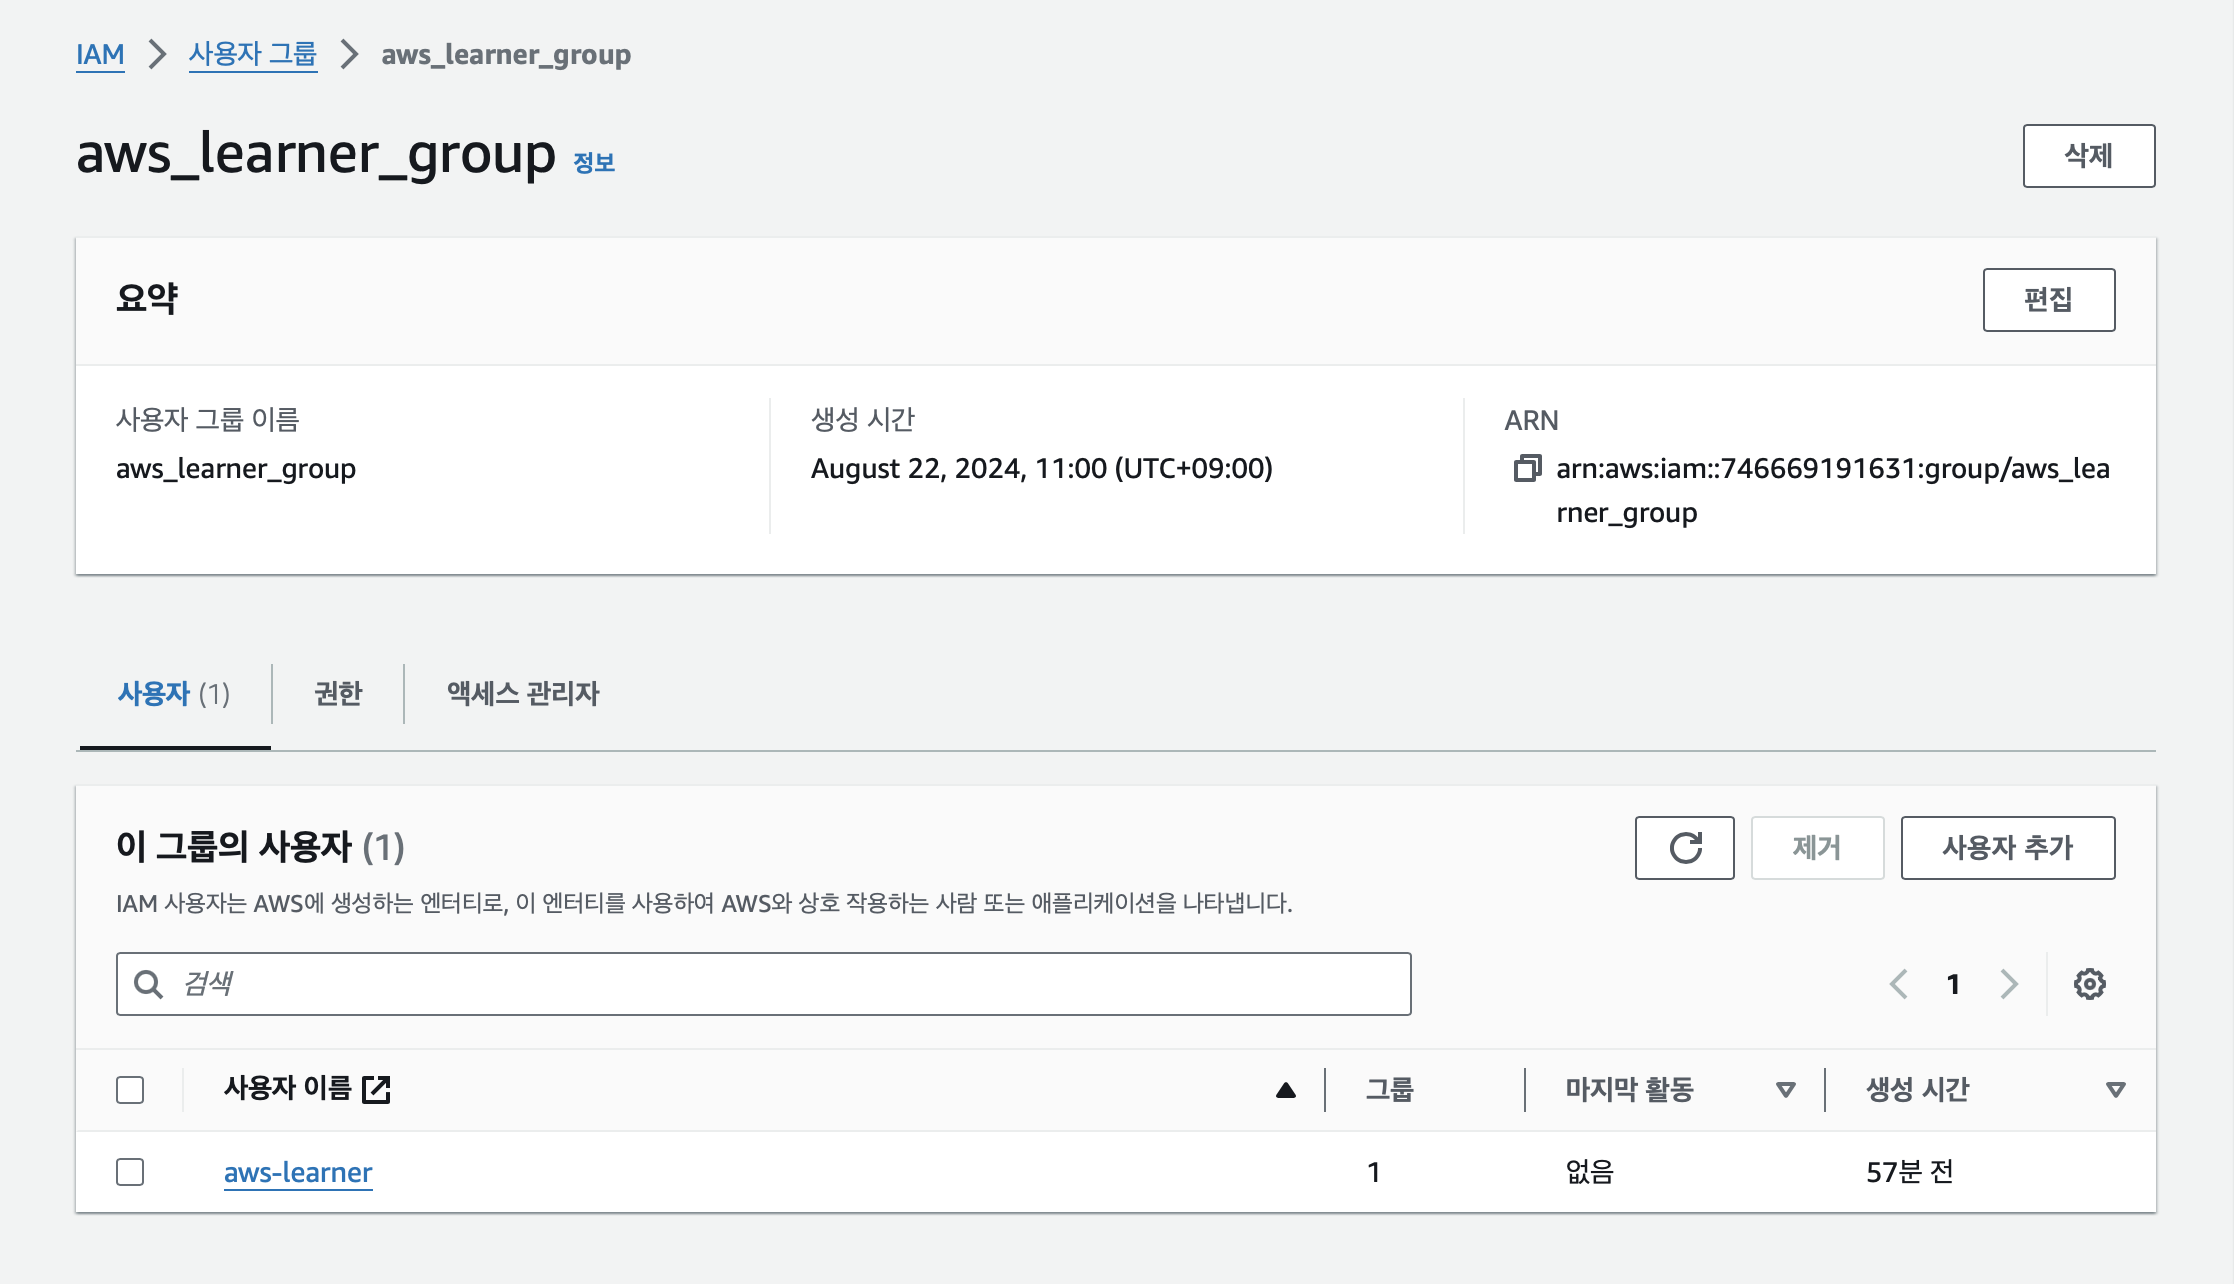 IAM > 사용자 그룹 > aws_learner_group
aws_learner_group 정보
삭제
요약
편집
사용자 그룹 이름
aws_learner_group
생성 시간
August 22, 2024, 11:00 (UTC+09:00)
ARN
arn:aws:iam::746669191631:group/aws_lea
rner_group
사용자 (1)
권한
액세스 관리자
이 그룹의 사용자 (1)
제거
사용자 추가
IAM 사용자는 AWS에 생성하는 엔터티로, 이 엔터티를 사용하여 AWS와 상호 작용하는 사람 또는 애플리케이션을 나타냅니다.
검색
1
사용자 이름 그룹 마지막 활동 생성 시간
aws-learner 1 없음 57분 전